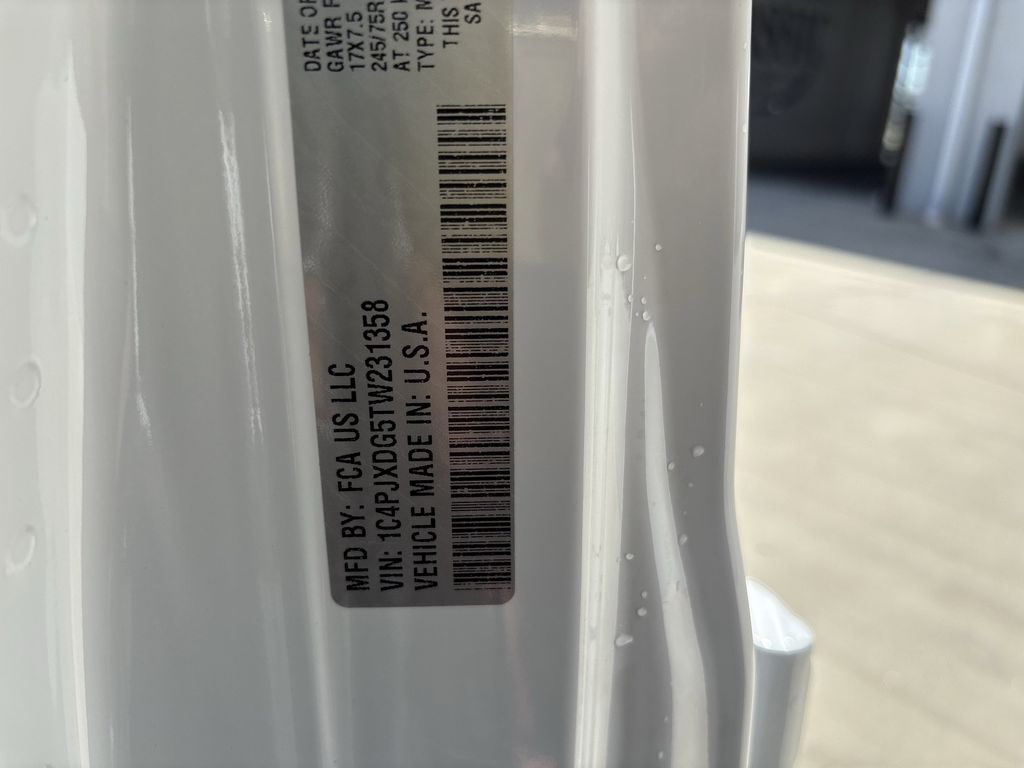 DATE OF
GAWR F
17X7.5
245/75R
AT 250 
TYPE: M
THIS
SA
MFD BY: FCA US LLC
VIN: 1C4PJXDG5TW231358
VEHICLE MADE IN: U.S.A.